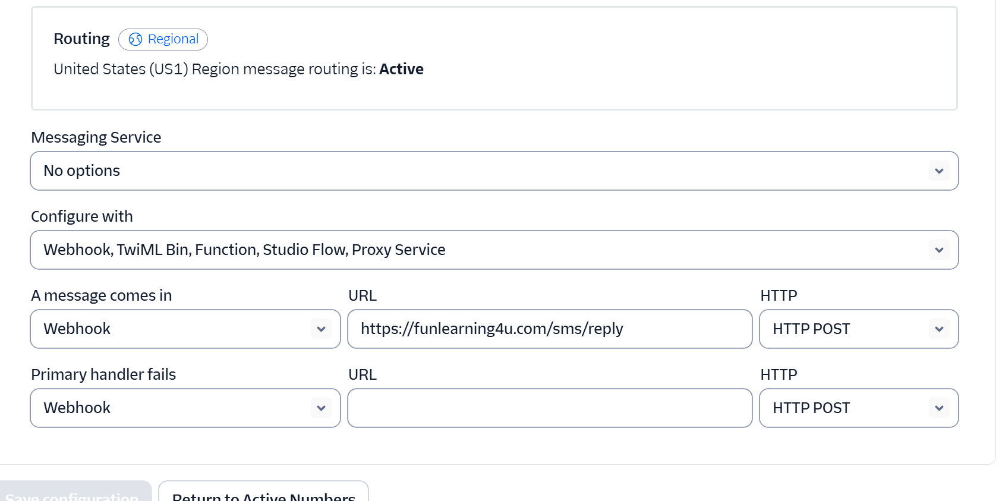 Routing Regional
United States (US1) Region message routing is: Active
Messaging Service
No options
Configure with
Webhook, TwiML Bin, Function, Studio Flow, Proxy Service
A message comes in URL HTTP
Webhook https://funlearning4u.com/sms/reply HTTP POST
Primary handler fails URL HTTP
Webhook HTTP POST
Save configuration Return to Active Numbers